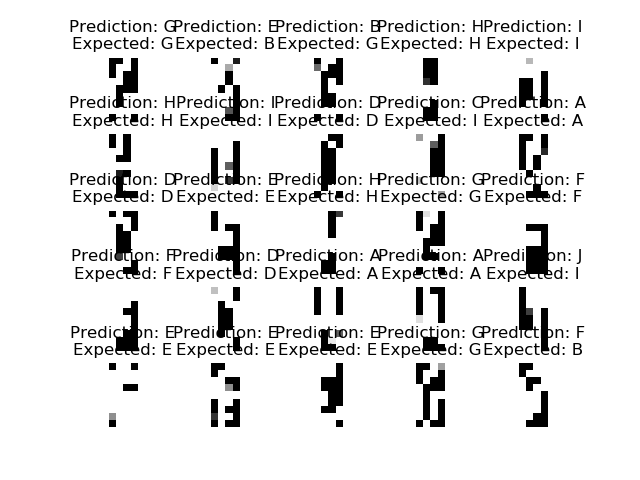 Prediction: G Prediction: E Prediction: B Prediction: H Prediction: I
Expected: G Expected: B Expected: G Expected: H Expected: I
Prediction: H Prediction: I Prediction: D Prediction: C Prediction: A
Expected: H Expected: I Expected: D Expected: I Expected: A
Prediction: D Prediction: E Prediction: H Prediction: G Prediction: F
Expected: D Expected: E Expected: H Expected: G Expected: F
Prediction: F Prediction: D Prediction: A Prediction: A Prediction: J
Expected: F Expected: D Expected: A Expected: A Expected: I
Prediction: E Prediction: E Prediction: E Prediction: G Prediction: F
Expected: E Expected: E Expected: E Expected: G Expected: B